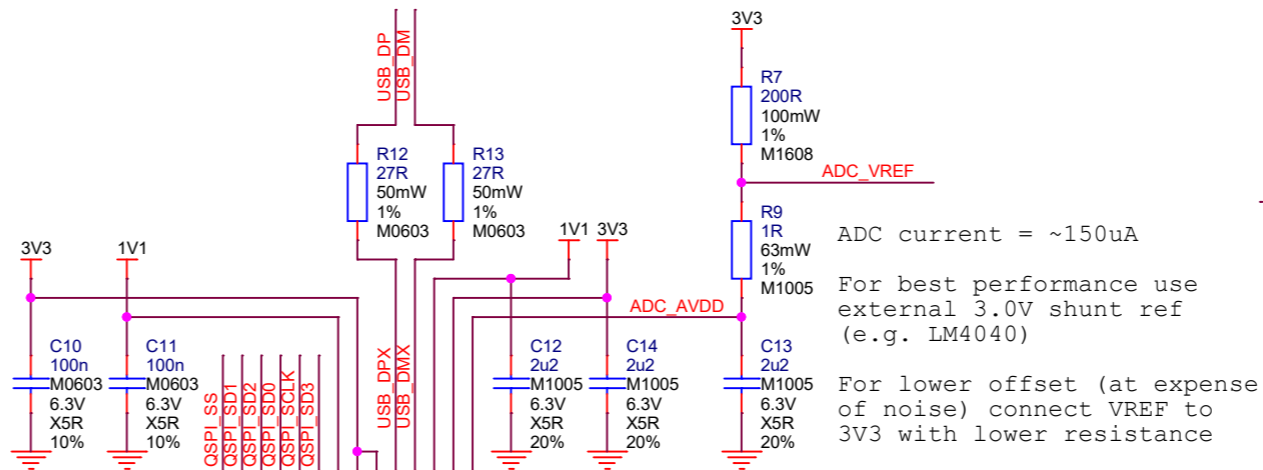 3V3
R7
200R
100mW
1%
M1608
ADC_VREF
USB_DP
USB_DM
R12
27R
50mW
1%
M0603
R13
27R
50mW
1%
M0603
R9
1R
63mW
1%
M1005
ADC current = ~150uA
For best performance use
external 3.0V shunt ref
(e.g. LM4040)
For lower offset (at expense
of noise) connect VREF to
3V3 with lower resistance
3V3
1V1
1V1
3V3
ADC_AVDD
C10
100n
M0603
6.3V
X5R
10%
C11
100n
M0603
6.3V
X5R
10%
QSPI_SS
QSPI_SD1
QSPI_SD2
QSPI_SD0
QSPI_SCLK
QSPI_SD3
USB_DPX
USB_DMX
C12
2u2
M1005
6.3V
X5R
20%
C14
2u2
M1005
6.3V
X5R
20%
C13
2u2
M1005
6.3V
X5R
20%